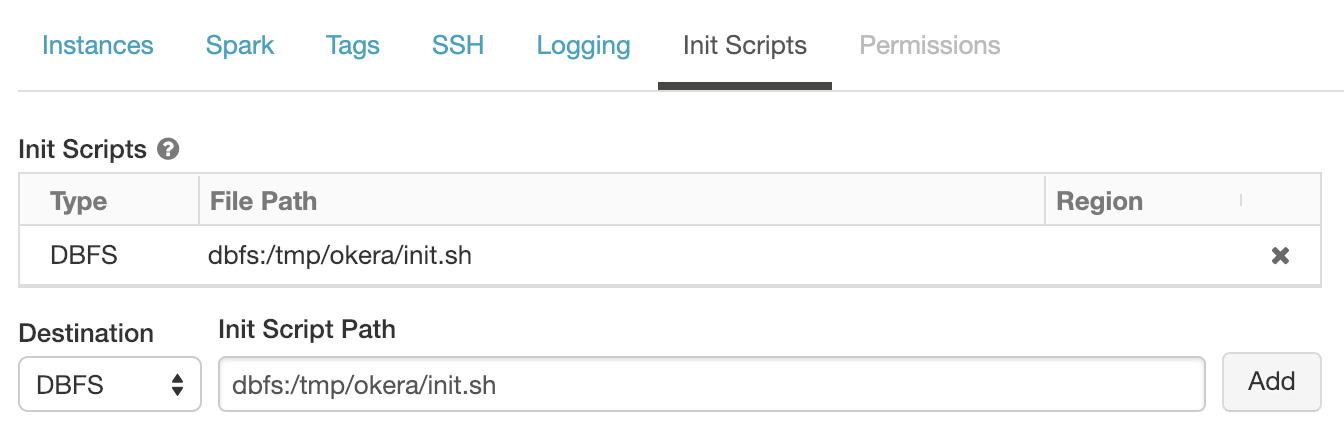 Instances Spark Tags SSH Logging Init Scripts Permissions
Init Scripts ?
Type File Path Region
DBFS dbfs:/tmp/okera/init.sh
Destination Init Script Path
DBFS dbfs:/tmp/okera/init.sh Add